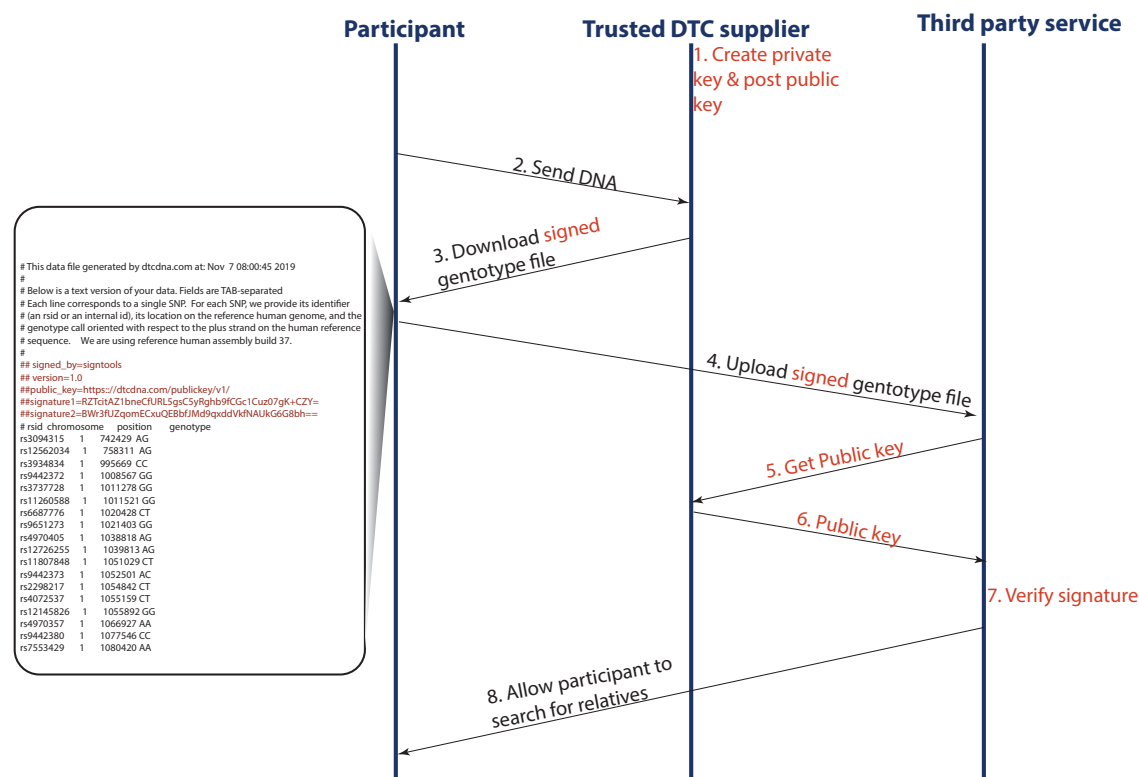 Participant
Trusted DTC supplier
Third party service
1. Create private
key & post public
key
2. Send DNA
3. Download signed
gentotype file
# This data file generated by dtcdna.com at: Nov 7 08:00:45 2019
#
# Below is a text version of your data. Fields are TAB-separated
# Each line corresponds to a single SNP. For each SNP, we provide its identifier
# (an rsid or an internal id), its location on the reference human genome, and the
# genotype call oriented with respect to the plus strand on the human reference
# sequence. We are using reference human assembly build 37.
#
## signed_by=signtools
## version=1.0
##public_key=https://dtcdna.com/publickey/v1/
##signature1=RZTcitAZ1bneCfURL5gsC5yRghb9fCGc1Cuz07gK+CZY=
##signature2=BWr3fUZqomECxuQEBbfJMd9qxddVkfNAUkG6G8bh==
# rsid chromosome position genotype
rs3094315 1 742429 AG
rs12562034 1 758311 AG
rs3934834 1 995669 CC
rs9442372 1 1008567 GG
rs3737728 1 1011278 GG
rs11260588 1 1011521 GG
rs6687776 1 1020428 CT
rs9651273 1 1021403 GG
rs4970405 1 1038818 AG
rs12726255 1 1039813 AG
rs11807848 1 1051029 CT
rs9442373 1 1052501 AC
rs2298217 1 1054842 CT
rs4072537 1 1055159 CT
rs12145826 1 1055892 GG
rs4970357 1 1066927 AA
rs9442380 1 1077546 CC
rs7553429 1 1080420 AA
4. Upload signed gentotype file
5. Get Public key
6. Public key
7. Verify signature
8. Allow participant to
search for relatives